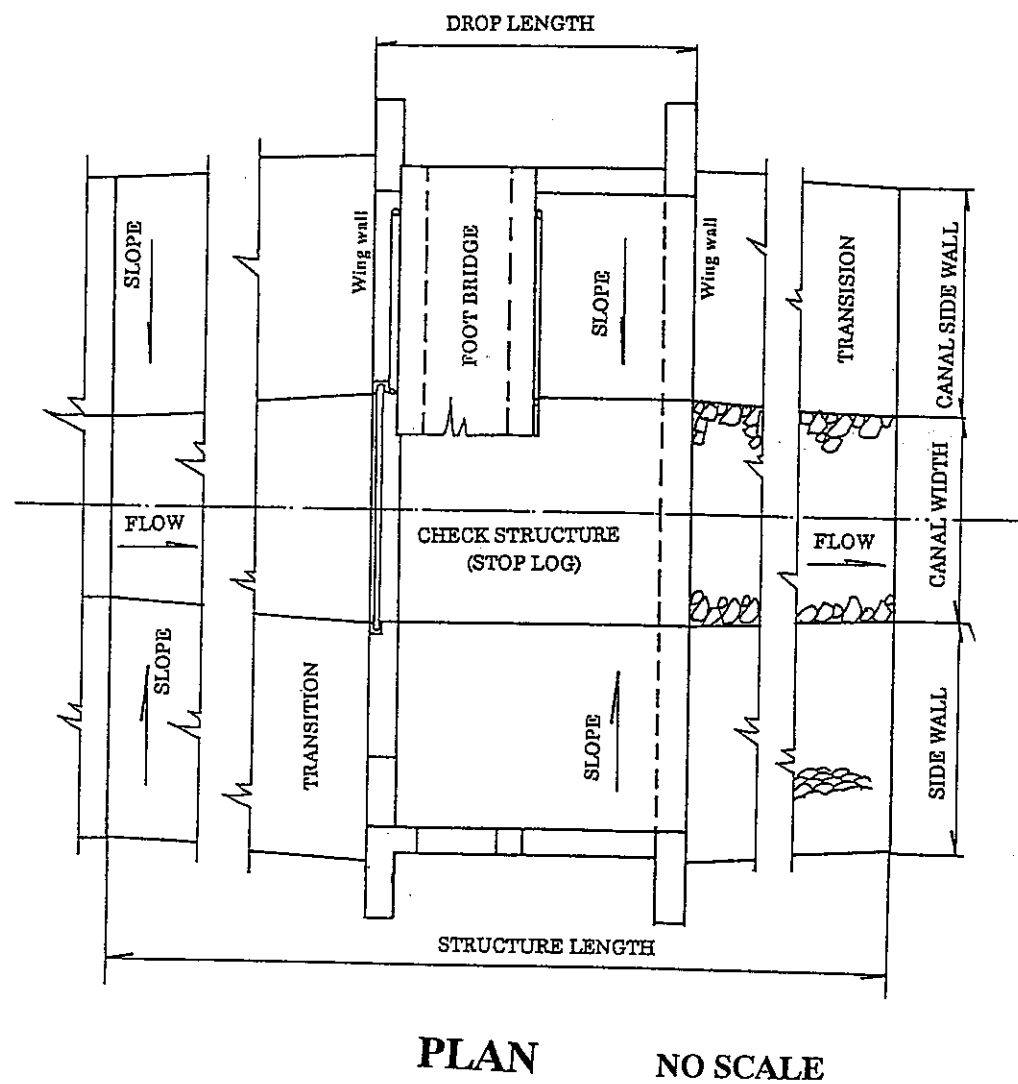 DROP LENGTH
SLOPE
Wing wall
FOOT BRIDGE
SLOPE
Wing wall
TRANSISION
CANAL SIDE WALL
FLOW
CHECK STRUCTURE
(STOP LOG)
FLOW
CANAL WIDTH
SLOPE
TRANSITION
SLOPE
SIDE WALL
STRUCTURE LENGTH
PLAN
NO SCALE